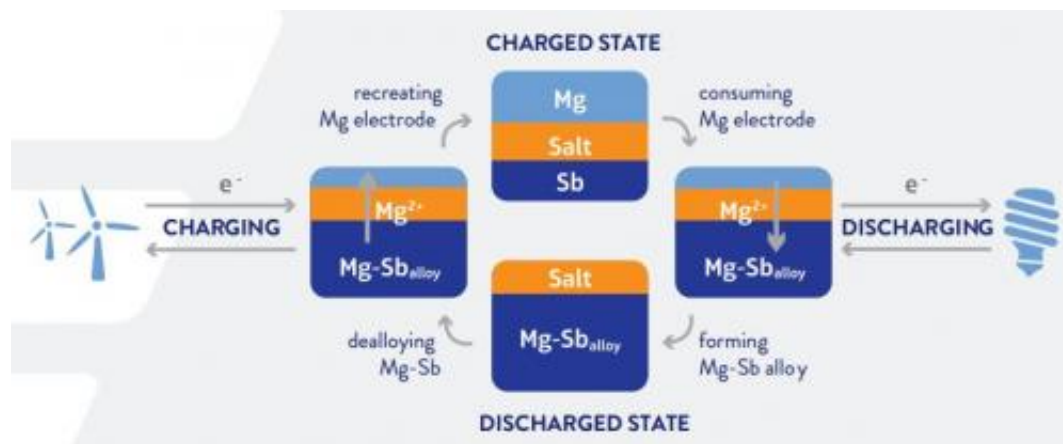 CHARGED STATE
recreating
Mg electrode
Mg
Salt
Sb
consuming
Mg electrode
e-
CHARGING
Mg2+
Mg-Sballoy
Mg2+
Mg-Sballoy
e-
DISCHARGING
dealloying
Mg-Sb
Salt
Mg-Sballoy
forming
Mg-Sb alloy
DISCHARGED STATE